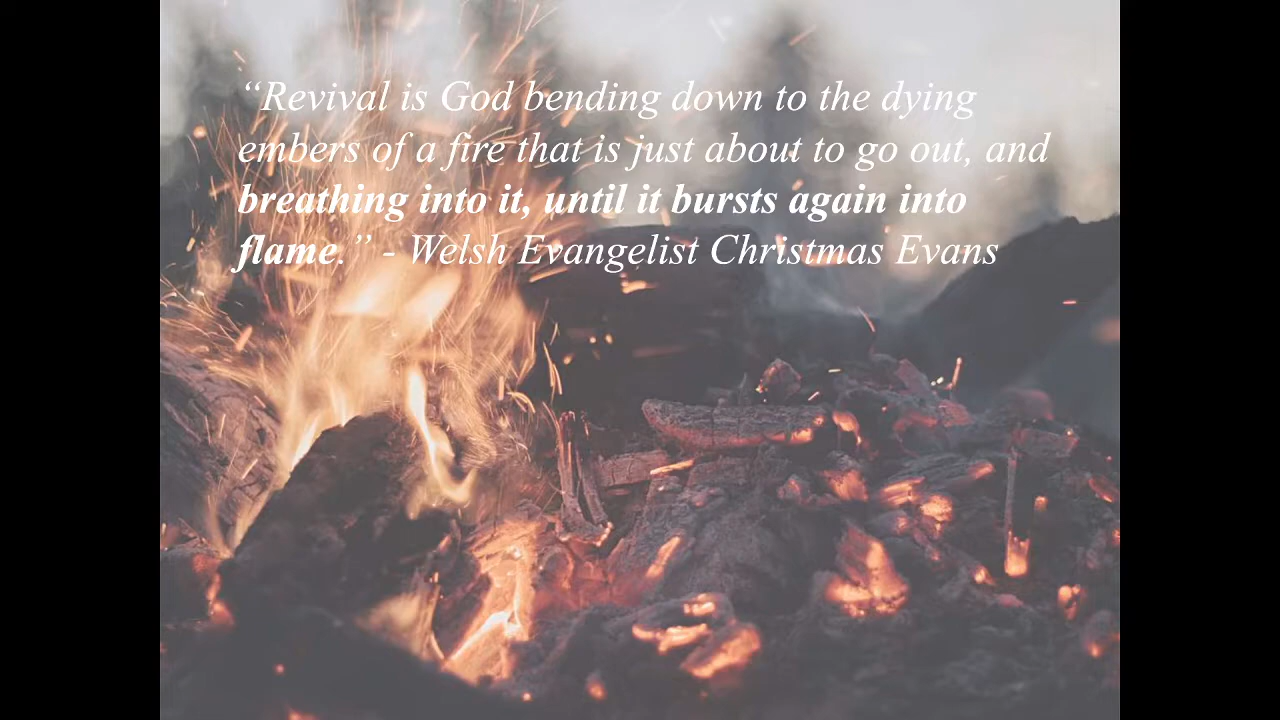 “Revival is God bending down to the dying
embers of a fire that is just about to go out, and
breathing into it, until it bursts again into
flame.” - Welsh Evangelist Christmas Evans